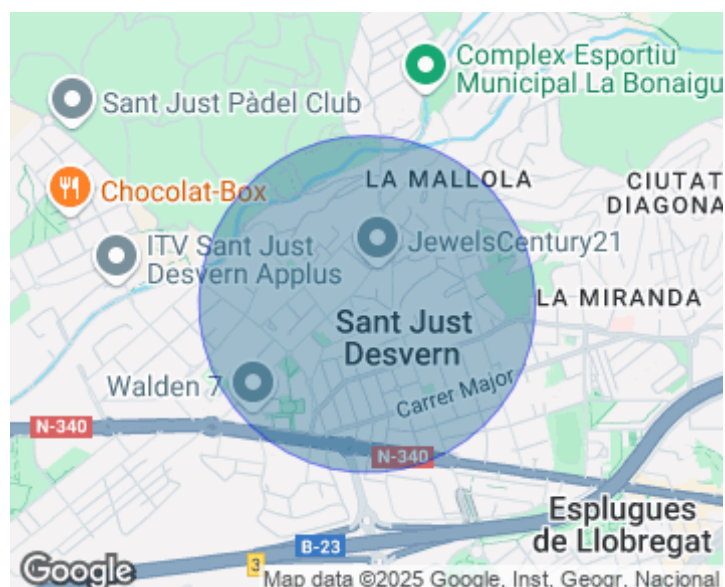 Complex Esportiu
Municipal La Bonaigu
Sant Just Pàdel Club
LA MALLOLA
CIUTAT
DIAGONA
Chocolat-Box
JewelsCentury21
ITV Sant Just
Desvern Applus
LA MIRANDA
Sant Just
Desvern
Walden 7
Carrer Major
N-340
N-340
Esplugues
de Llobregat
B-23
3
Google
Map data ©2025 Google, Inst. Geogr. Nacional